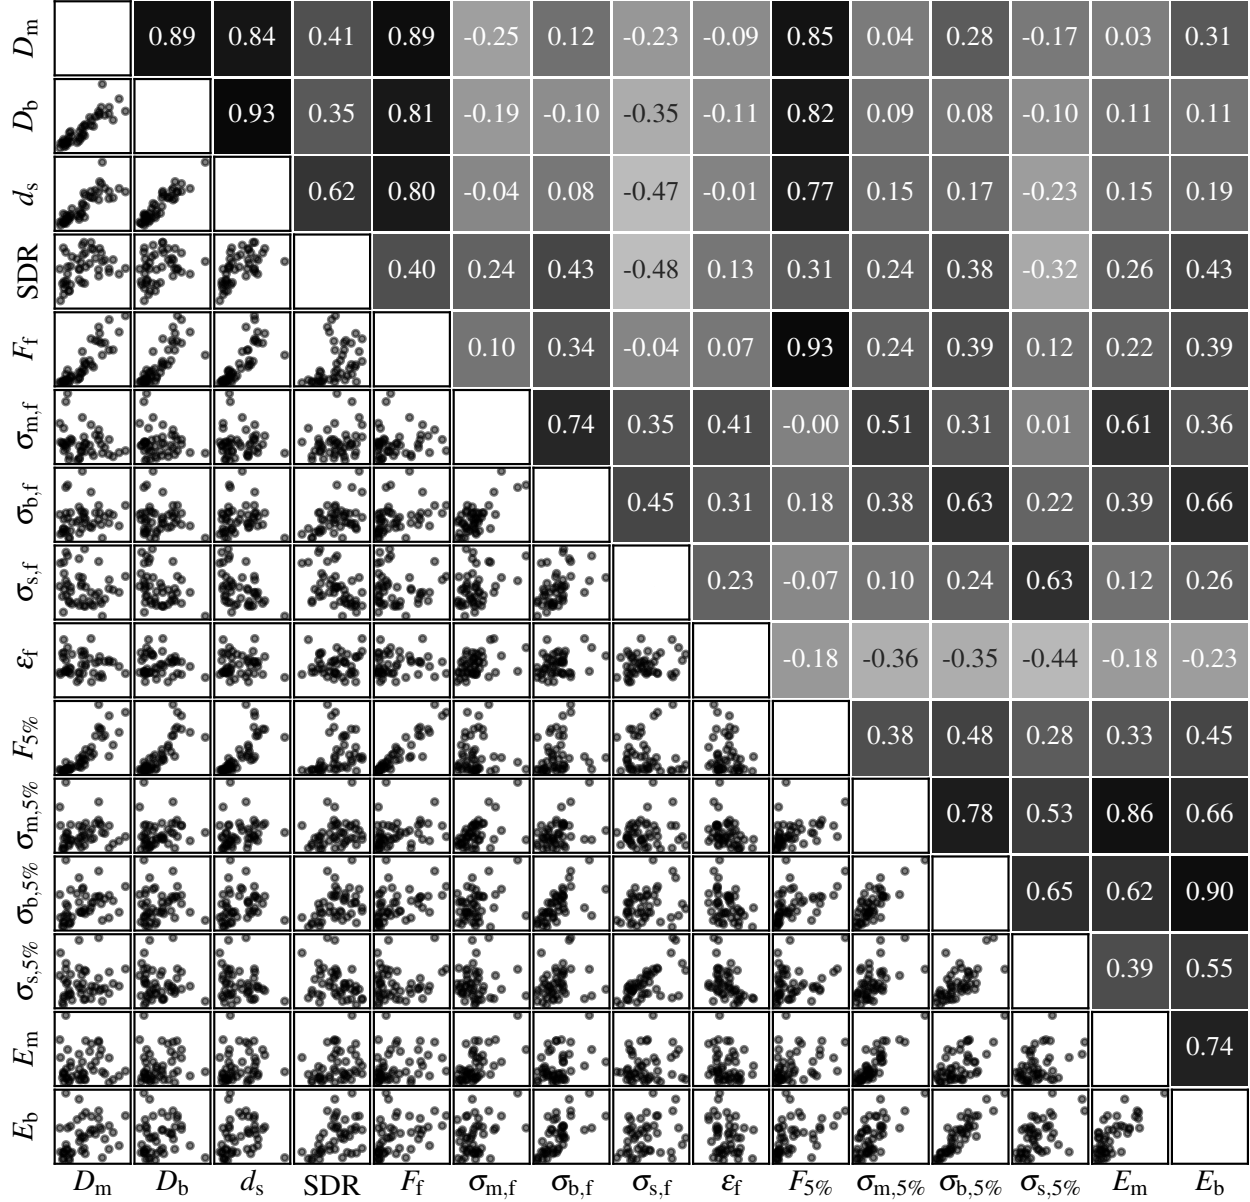 D_m 0.89 0.84 0.41 0.89 -0.25 0.12 -0.23 -0.09 0.85 0.04 0.28 -0.17 0.03 0.31
D_b 0.93 0.35 0.81 -0.19 -0.10 -0.35 -0.11 0.82 0.09 0.08 -0.10 0.11 0.11
d_s 0.62 0.80 -0.04 0.08 -0.47 -0.01 0.77 0.15 0.17 -0.23 0.15 0.19
SDR 0.40 0.24 0.43 -0.48 0.13 0.31 0.24 0.38 -0.32 0.26 0.43
F_f 0.10 0.34 -0.04 0.07 0.93 0.24 0.39 0.12 0.22 0.39
σ_m,f 0.74 0.35 0.41 -0.00 0.51 0.31 0.01 0.61 0.36
σ_b,f 0.45 0.31 0.18 0.38 0.63 0.22 0.39 0.66
σ_s,f 0.23 -0.07 0.10 0.24 0.63 0.12 0.26
ε_f -0.18 -0.36 -0.35 -0.44 -0.18 -0.23
F_5% 0.38 0.48 0.28 0.33 0.45
σ_m,5% 0.78 0.53 0.86 0.66
σ_b,5% 0.65 0.62 0.90
σ_s,5% 0.39 0.55
E_m 0.74
E_b
D_m D_b d_s SDR F_f σ_m,f σ_b,f σ_s,f ε_f F_5% σ_m,5% σ_b,5% σ_s,5% E_m E_b